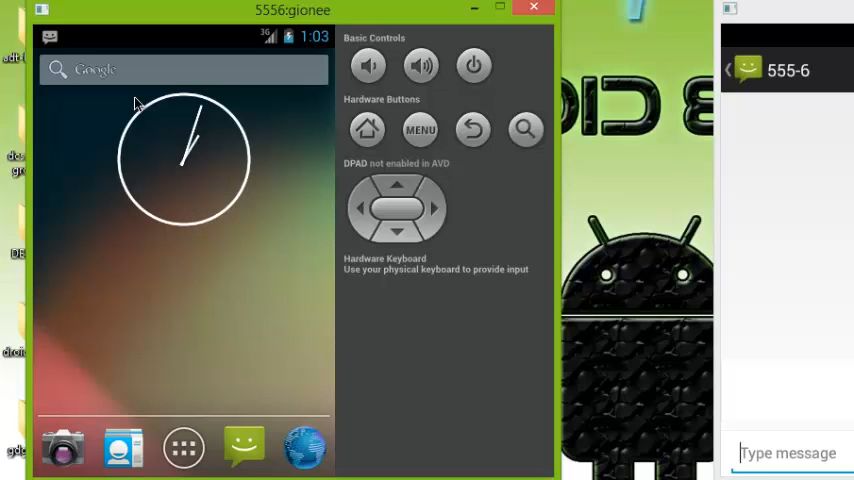 5556:gionee
3G
1:03
Google
Basic Controls
Hardware Buttons
MENU
DPAD not enabled in AVD
Hardware Keyboard
Use your physical keyboard to provide input
555-6
Type message